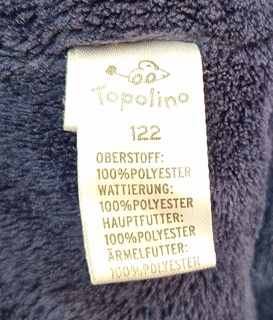 Topolino
122
OBERSTOFF:
100%POLYESTER
WATTIERUNG:
100%POLYESTER
HAUPTFUTTER:
100%POLYESTER
ÄRMELFUTTER:
100%POLYESTER